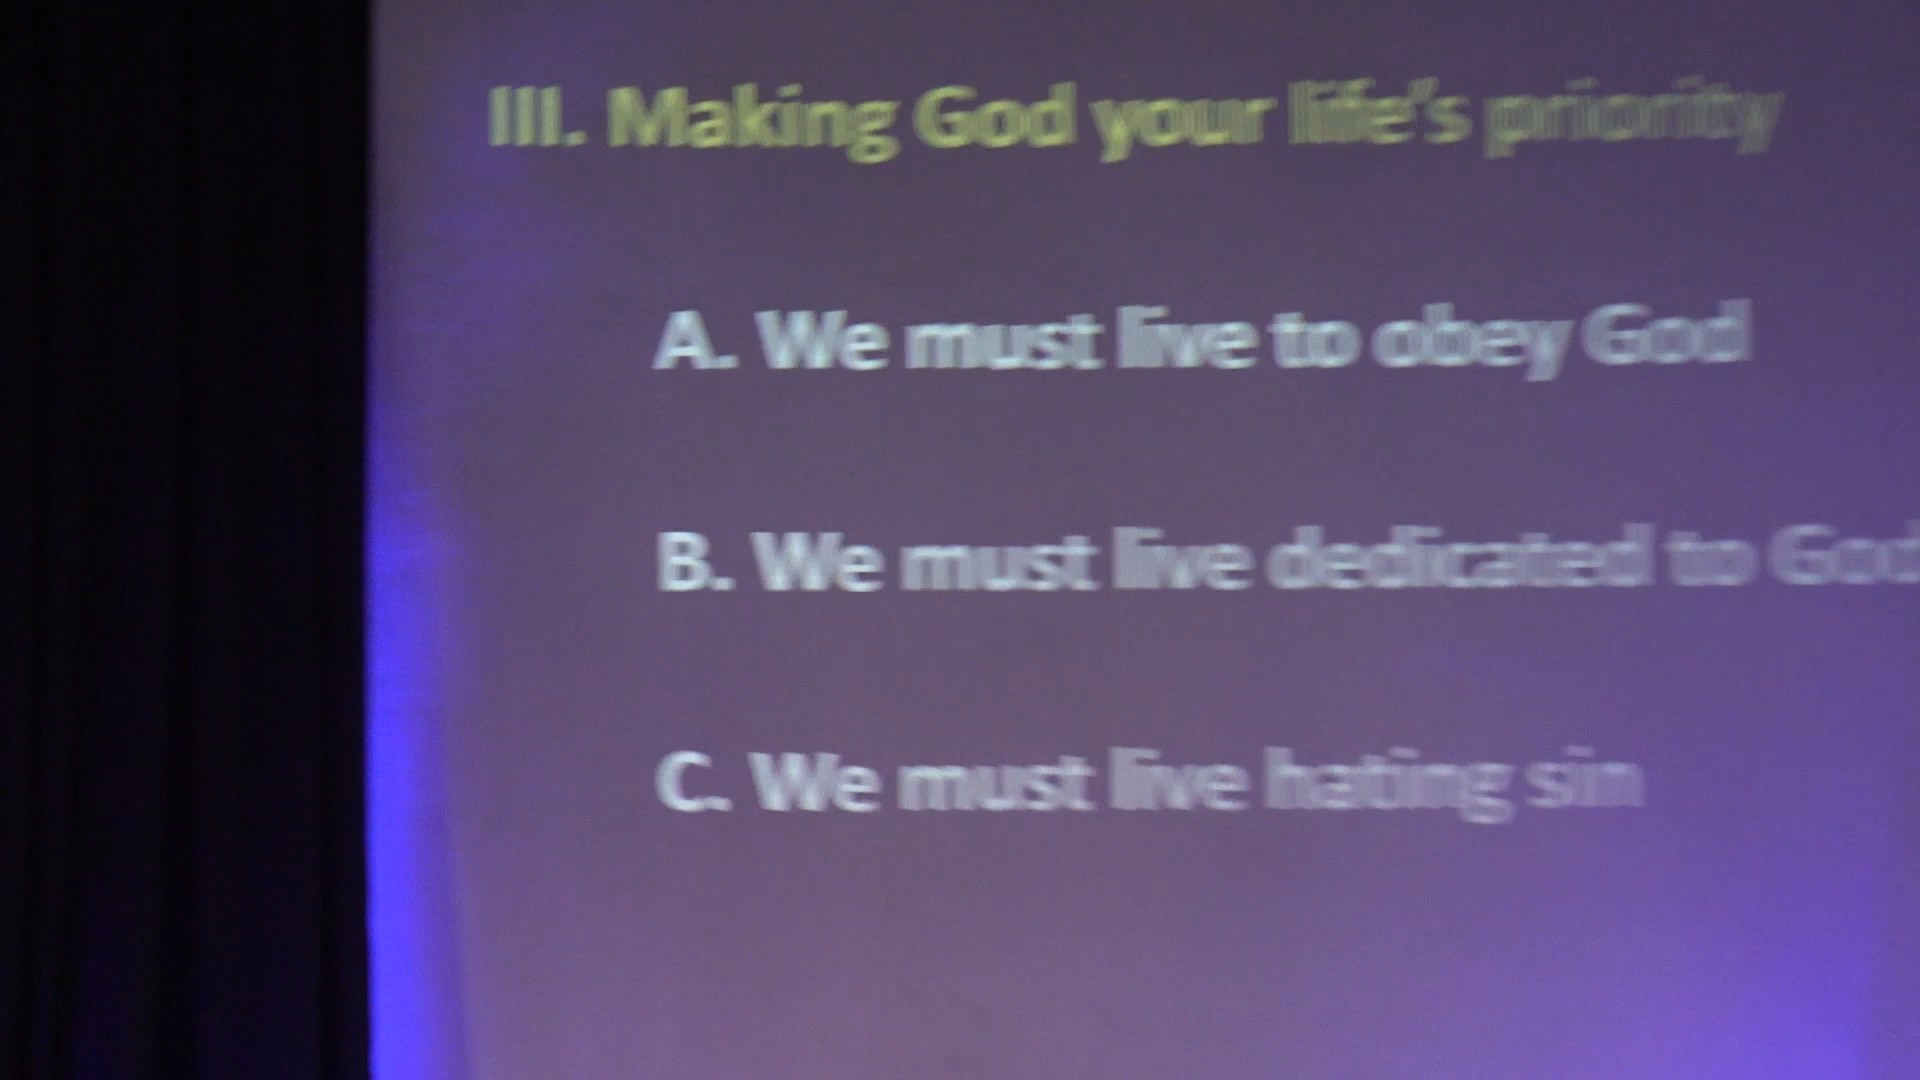 III. Making God your life's priority
A. We must live to obey God
B. We must live dedicated to God
C. We must live hating sin